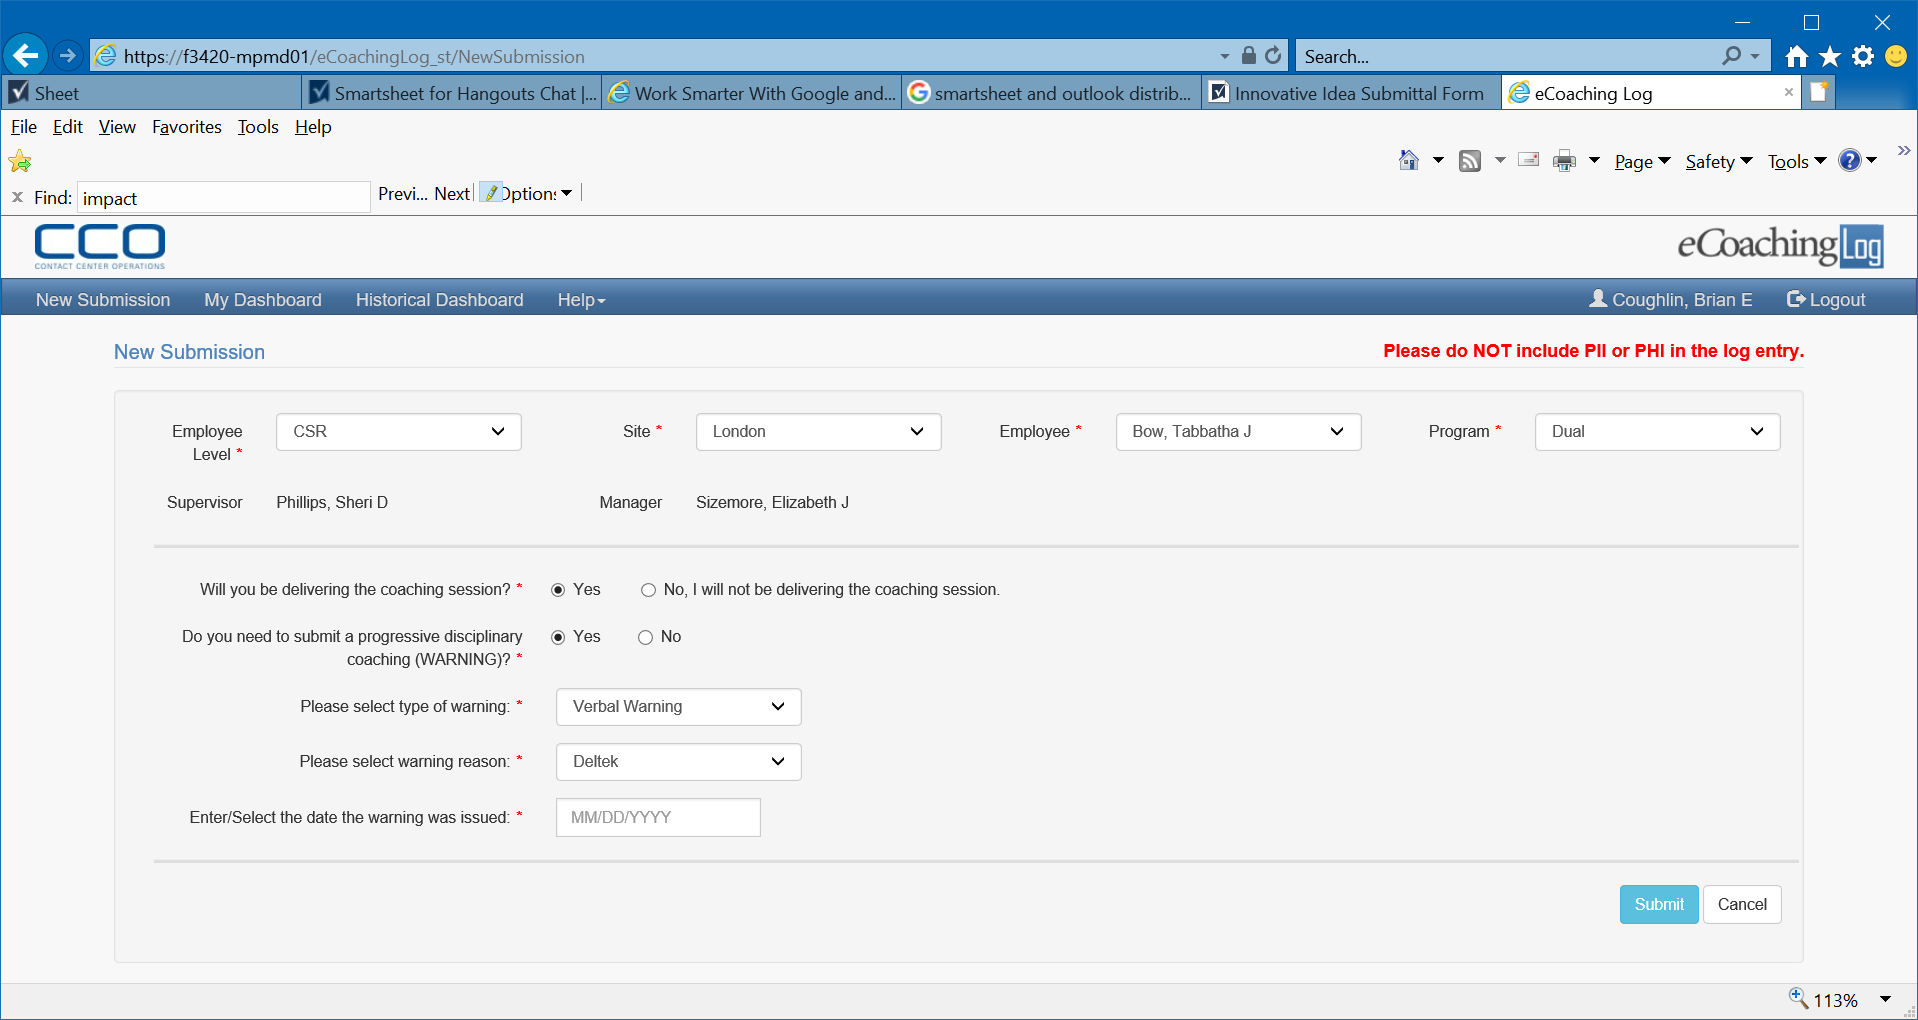 https://f3420-mpmd01/eCoachingLog_st/NewSubmission
Search...
Sheet
Smartsheet for Hangouts Chat |...
Work Smarter With Google and...
smartsheet and outlook distrib...
Innovative Idea Submittal Form
eCoaching Log
File Edit View Favorites Tools Help
Page Safety Tools
x Find: impact Previ... Next Options
CCO
CONTACT CENTER OPERATIONS
eCoaching Log
New Submission My Dashboard Historical Dashboard Help Coughlin, Brian E Logout
New Submission
Please do NOT include PII or PHI in the log entry.
Employee Level * CSR
Site * London
Employee * Bow, Tabbatha J
Program * Dual
Supervisor Phillips, Sheri D
Manager Sizemore, Elizabeth J
Will you be delivering the coaching session? * Yes No, I will not be delivering the coaching session.
Do you need to submit a progressive disciplinary
coaching (WARNING)? * Yes No
Please select type of warning: * Verbal Warning
Please select warning reason: * Deltek
Enter/Select the date the warning was issued: * MM/DD/YYYY
Submit Cancel
113%